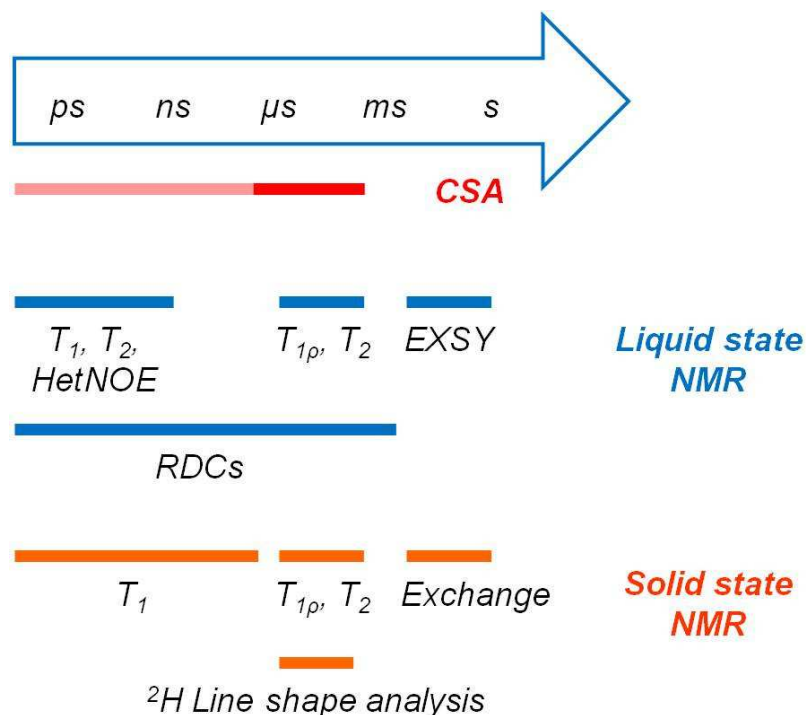 ps ns µs ms s
CSA
T₁, T₂,
HetNOE
T₁ρ, T₂
EXSY
Liquid state
NMR
RDCs
T₁
T₁ρ, T₂
Exchange
Solid state
NMR
²H Line shape analysis